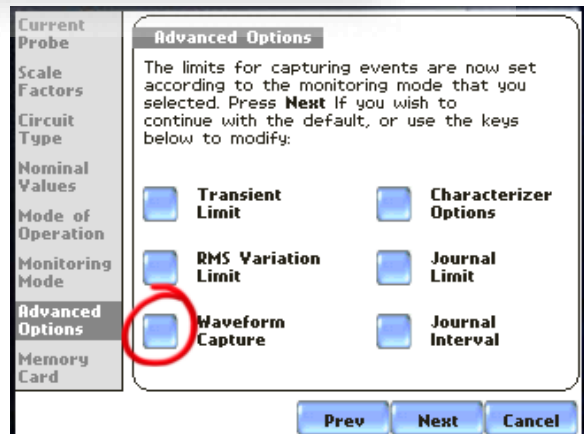 Current
Probe
Scale
Factors
Circuit
Type
Nominal
Values
Mode of
Operation
Monitoring
Mode
Advanced
Options
Memory
Card
Advanced Options
The limits for capturing events are now set
according to the monitoring mode that you
selected. Press Next If you wish to
continue with the default, or use the keys
below to modify:
Transient
Limit
Characterizer
Options
RMS Variation
Limit
Journal
Limit
Waveform
Capture
Journal
Interval
Prev Next Cancel